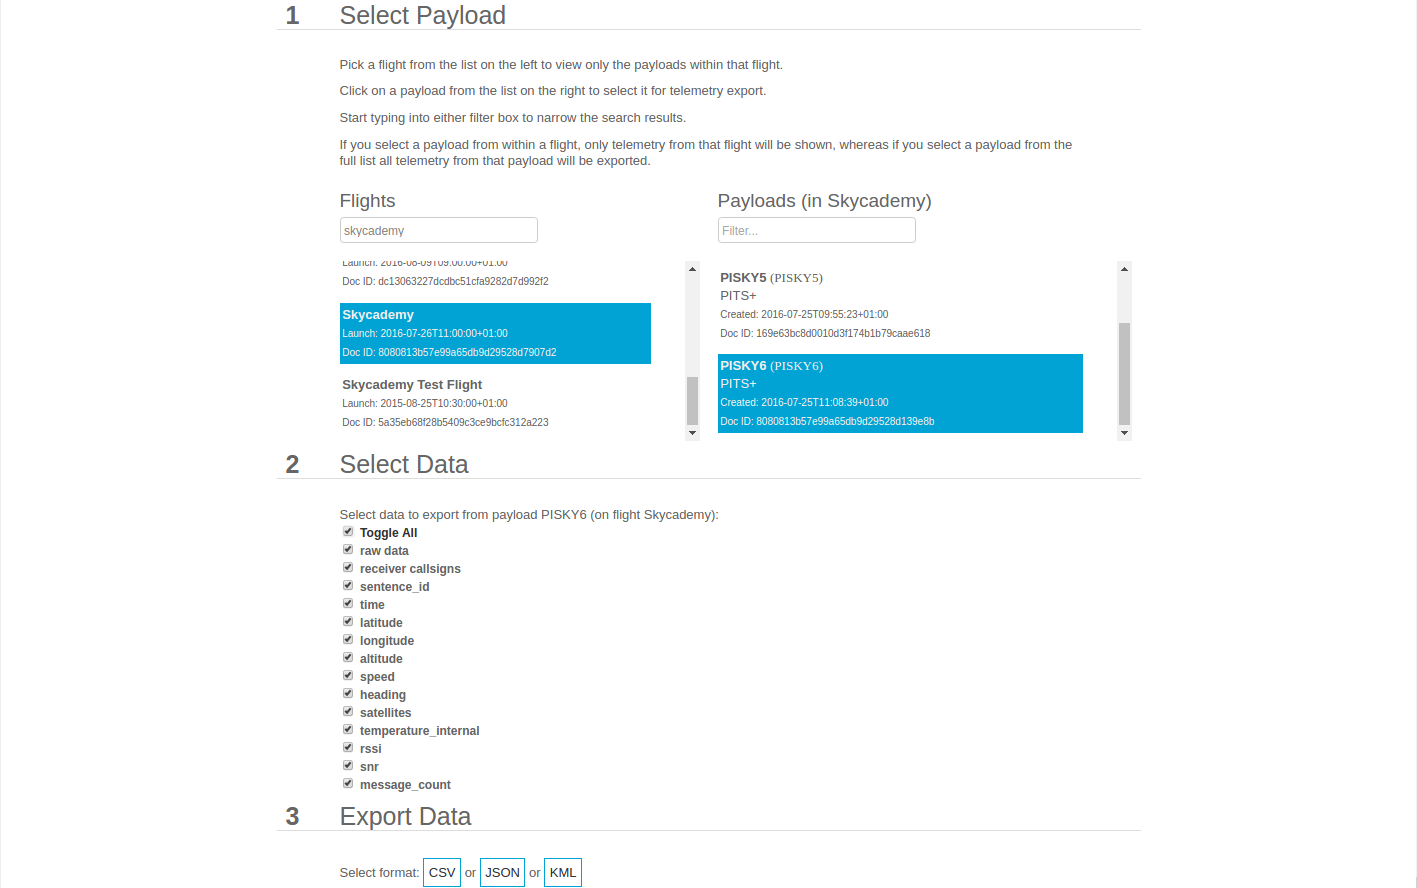 1 Select Payload
Pick a flight from the list on the left to view only the payloads within that flight.
Click on a payload from the list on the right to select it for telemetry export.
Start typing into either filter box to narrow the search results.
If you select a payload from within a flight, only telemetry from that flight will be shown, whereas if you select a payload from the
full list all telemetry from that payload will be exported.
Flights
skycademy
Launch: 2016-08-09T09:00:00+01:00
Doc ID: dc13063227dcdbc51cfa9282d7d992f2
Skycademy
Launch: 2016-07-26T11:00:00+01:00
Doc ID: 8080813b57e99a65db9d29528d7907d2
Skycademy Test Flight
Launch: 2015-08-25T10:30:00+01:00
Doc ID: 5a35eb68f28b5409c3ce9bcfc312a223
Payloads (in Skycademy)
Filter...
PISKY5 (PISKY5)
PITS+
Created: 2016-07-25T09:55:23+01:00
Doc ID: 169e63bc8d0010d3f174b1b79caae618
PISKY6 (PISKY6)
PITS+
Created: 2016-07-25T11:08:39+01:00
Doc ID: 8080813b57e99a65db9d29528d139e8b
2 Select Data
Select data to export from payload PISKY6 (on flight Skycademy):
Toggle All
raw data
receiver callsigns
sentence_id
time
latitude
longitude
altitude
speed
heading
satellites
temperature_internal
rssi
snr
message_count
3 Export Data
Select format: CSV or JSON or KML